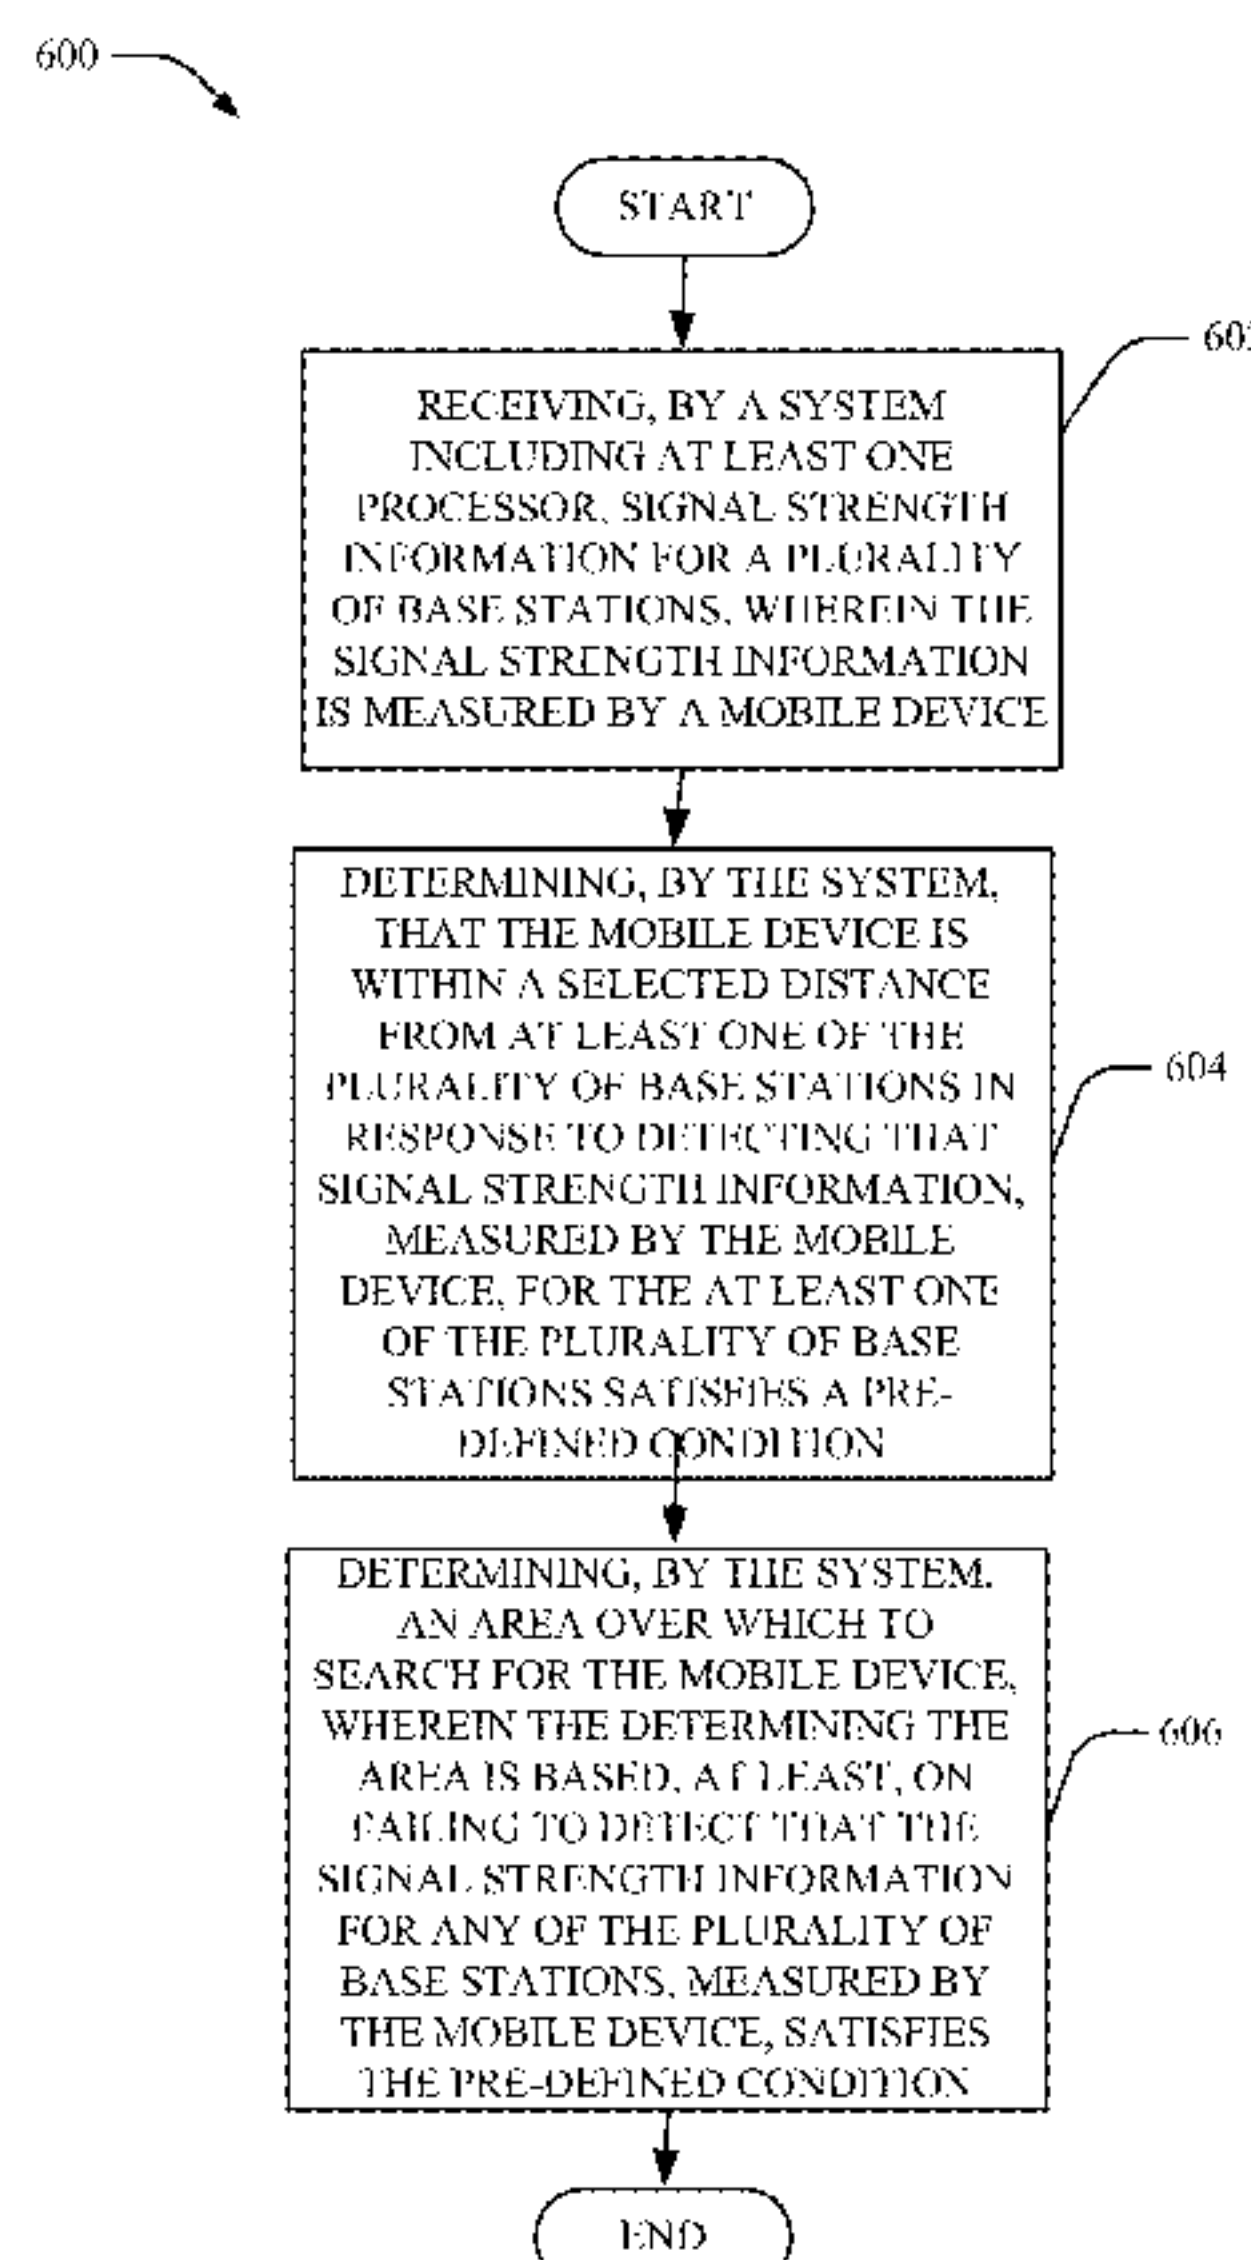 600
START
RECEIVING, BY A SYSTEM
INCLUDING AT LEAST ONE
PROCESSOR, SIGNAL STRENGTH
INFORMATION FOR A PLURALITY
OF BASE STATIONS, WHEREIN THE
SIGNAL STRENGTH INFORMATION
IS MEASURED BY A MOBILE DEVICE
DETERMINING, BY THE SYSTEM,
THAT THE MOBILE DEVICE IS
WITHIN A SELECTED DISTANCE
FROM AT LEAST ONE OF THE
PLURALITY OF BASE STATIONS IN
RESPONSE TO DETECTING THAT
SIGNAL STRENGTH INFORMATION,
MEASURED BY THE MOBILE
DEVICE, FOR THE AT LEAST ONE
OF THE PLURALITY OF BASE
STATIONS SATISFIES A PRE-
DEFINED CONDITION
604
DETERMINING, BY THE SYSTEM,
AN AREA OVER WHICH TO
SEARCH FOR THE MOBILE DEVICE,
WHEREIN THE DETERMINING THE
AREA IS BASED, AT LEAST, ON
FAILING TO DETECT THAT THE
SIGNAL STRENGTH INFORMATION
FOR ANY OF THE PLURALITY OF
BASE STATIONS, MEASURED BY
THE MOBILE DEVICE, SATISFIES
THE PRE-DEFINED CONDITION
606
END